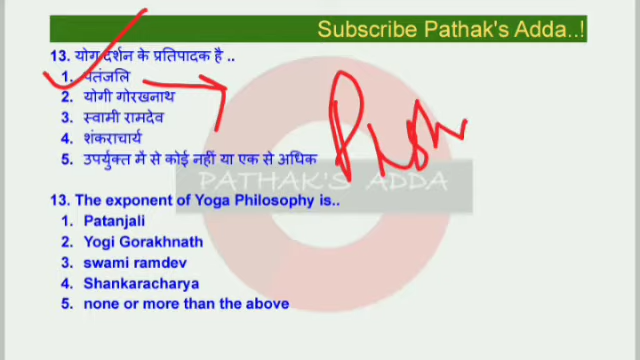 Subscribe Pathak's Adda..!
13. योग दर्शन के प्रतिपादक है ..
1. पतंजलि
2. योगी गोरखनाथ
3. स्वामी रामदेव
4. शंकराचार्य
5. उपर्युक्त में से कोई नहीं या एक से अधिक
PATHAK'S ADDA
13. The exponent of Yoga Philosophy is..
1. Patanjali
2. Yogi Gorakhnath
3. swami ramdev
4. Shankaracharya
5. none or more than the above